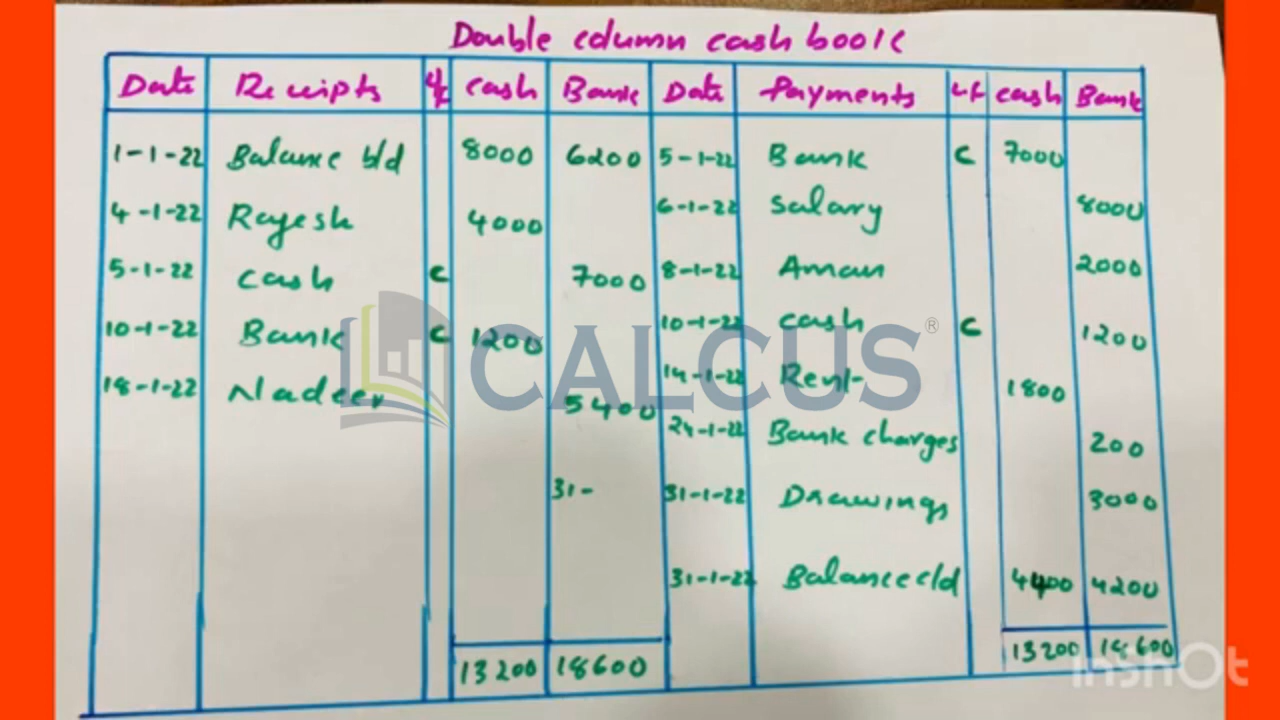 Double column cash book
Date Receipts L/F cash Bank Date Payments L.F cash Bank
1-1-22 Balance b/d 8000 6200 5-1-22 Bank C 7000
4-1-22 Rajesh 4000 6-1-22 Salary 8000
5-1-22 cash C 7000 8-1-22 Aman 2000
10-1-22 Bank C 1200 10-1-22 cash C 1200
18-1-22 Nadeer 5400 14-1-22 Rent 1800
24-1-22 Bank charges 200
31- 31-1-22 Drawings 3000
31-1-22 Balance c/d 4400 4200
13200 18600 13200 18600
CALCUS®
InShOt